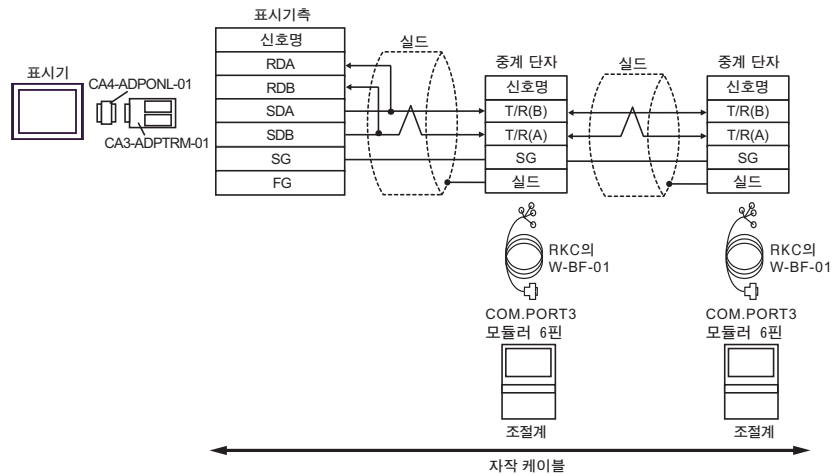 표시기측
신호명
RDA
RDB
SDA
SDB
SG
FG
표시기
CA4-ADPONL-01
CA3-ADPTRM-01
실드
중계 단자
신호명
T/R(B)
T/R(A)
SG
실드
실드
중계 단자
신호명
T/R(B)
T/R(A)
SG
실드
RKC의
W-BF-01
COM.PORT3
모듈러 6핀
조절계
RKC의
W-BF-01
COM.PORT3
모듈러 6핀
조절계
자작 케이블